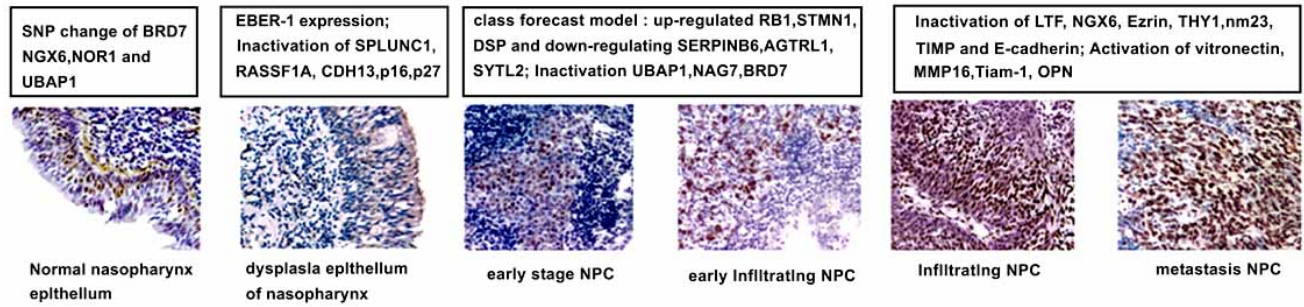 SNP change of BRD7
NGX6,NOR1 and
UBAP1
EBER-1 expression;
Inactivation of SPLUNC1,
RASSF1A, CDH13,p16,p27
class forecast model : up-regulated RB1,STMN1,
DSP and down-regulating SERPINB6,AGTRL1,
SYTL2; Inactivation UBAP1,NAG7,BRD7
Inactivation of LTF, NGX6, Ezrin, THY1,nm23,
TIMP and E-cadherin; Activation of vitronectin,
MMP16,Tiam-1, OPN
Normal nasopharynx
epithellum
dysplasia epithellum
of nasopharynx
early stage NPC
early infiltrating NPC
Infiltrating NPC
metastasis NPC